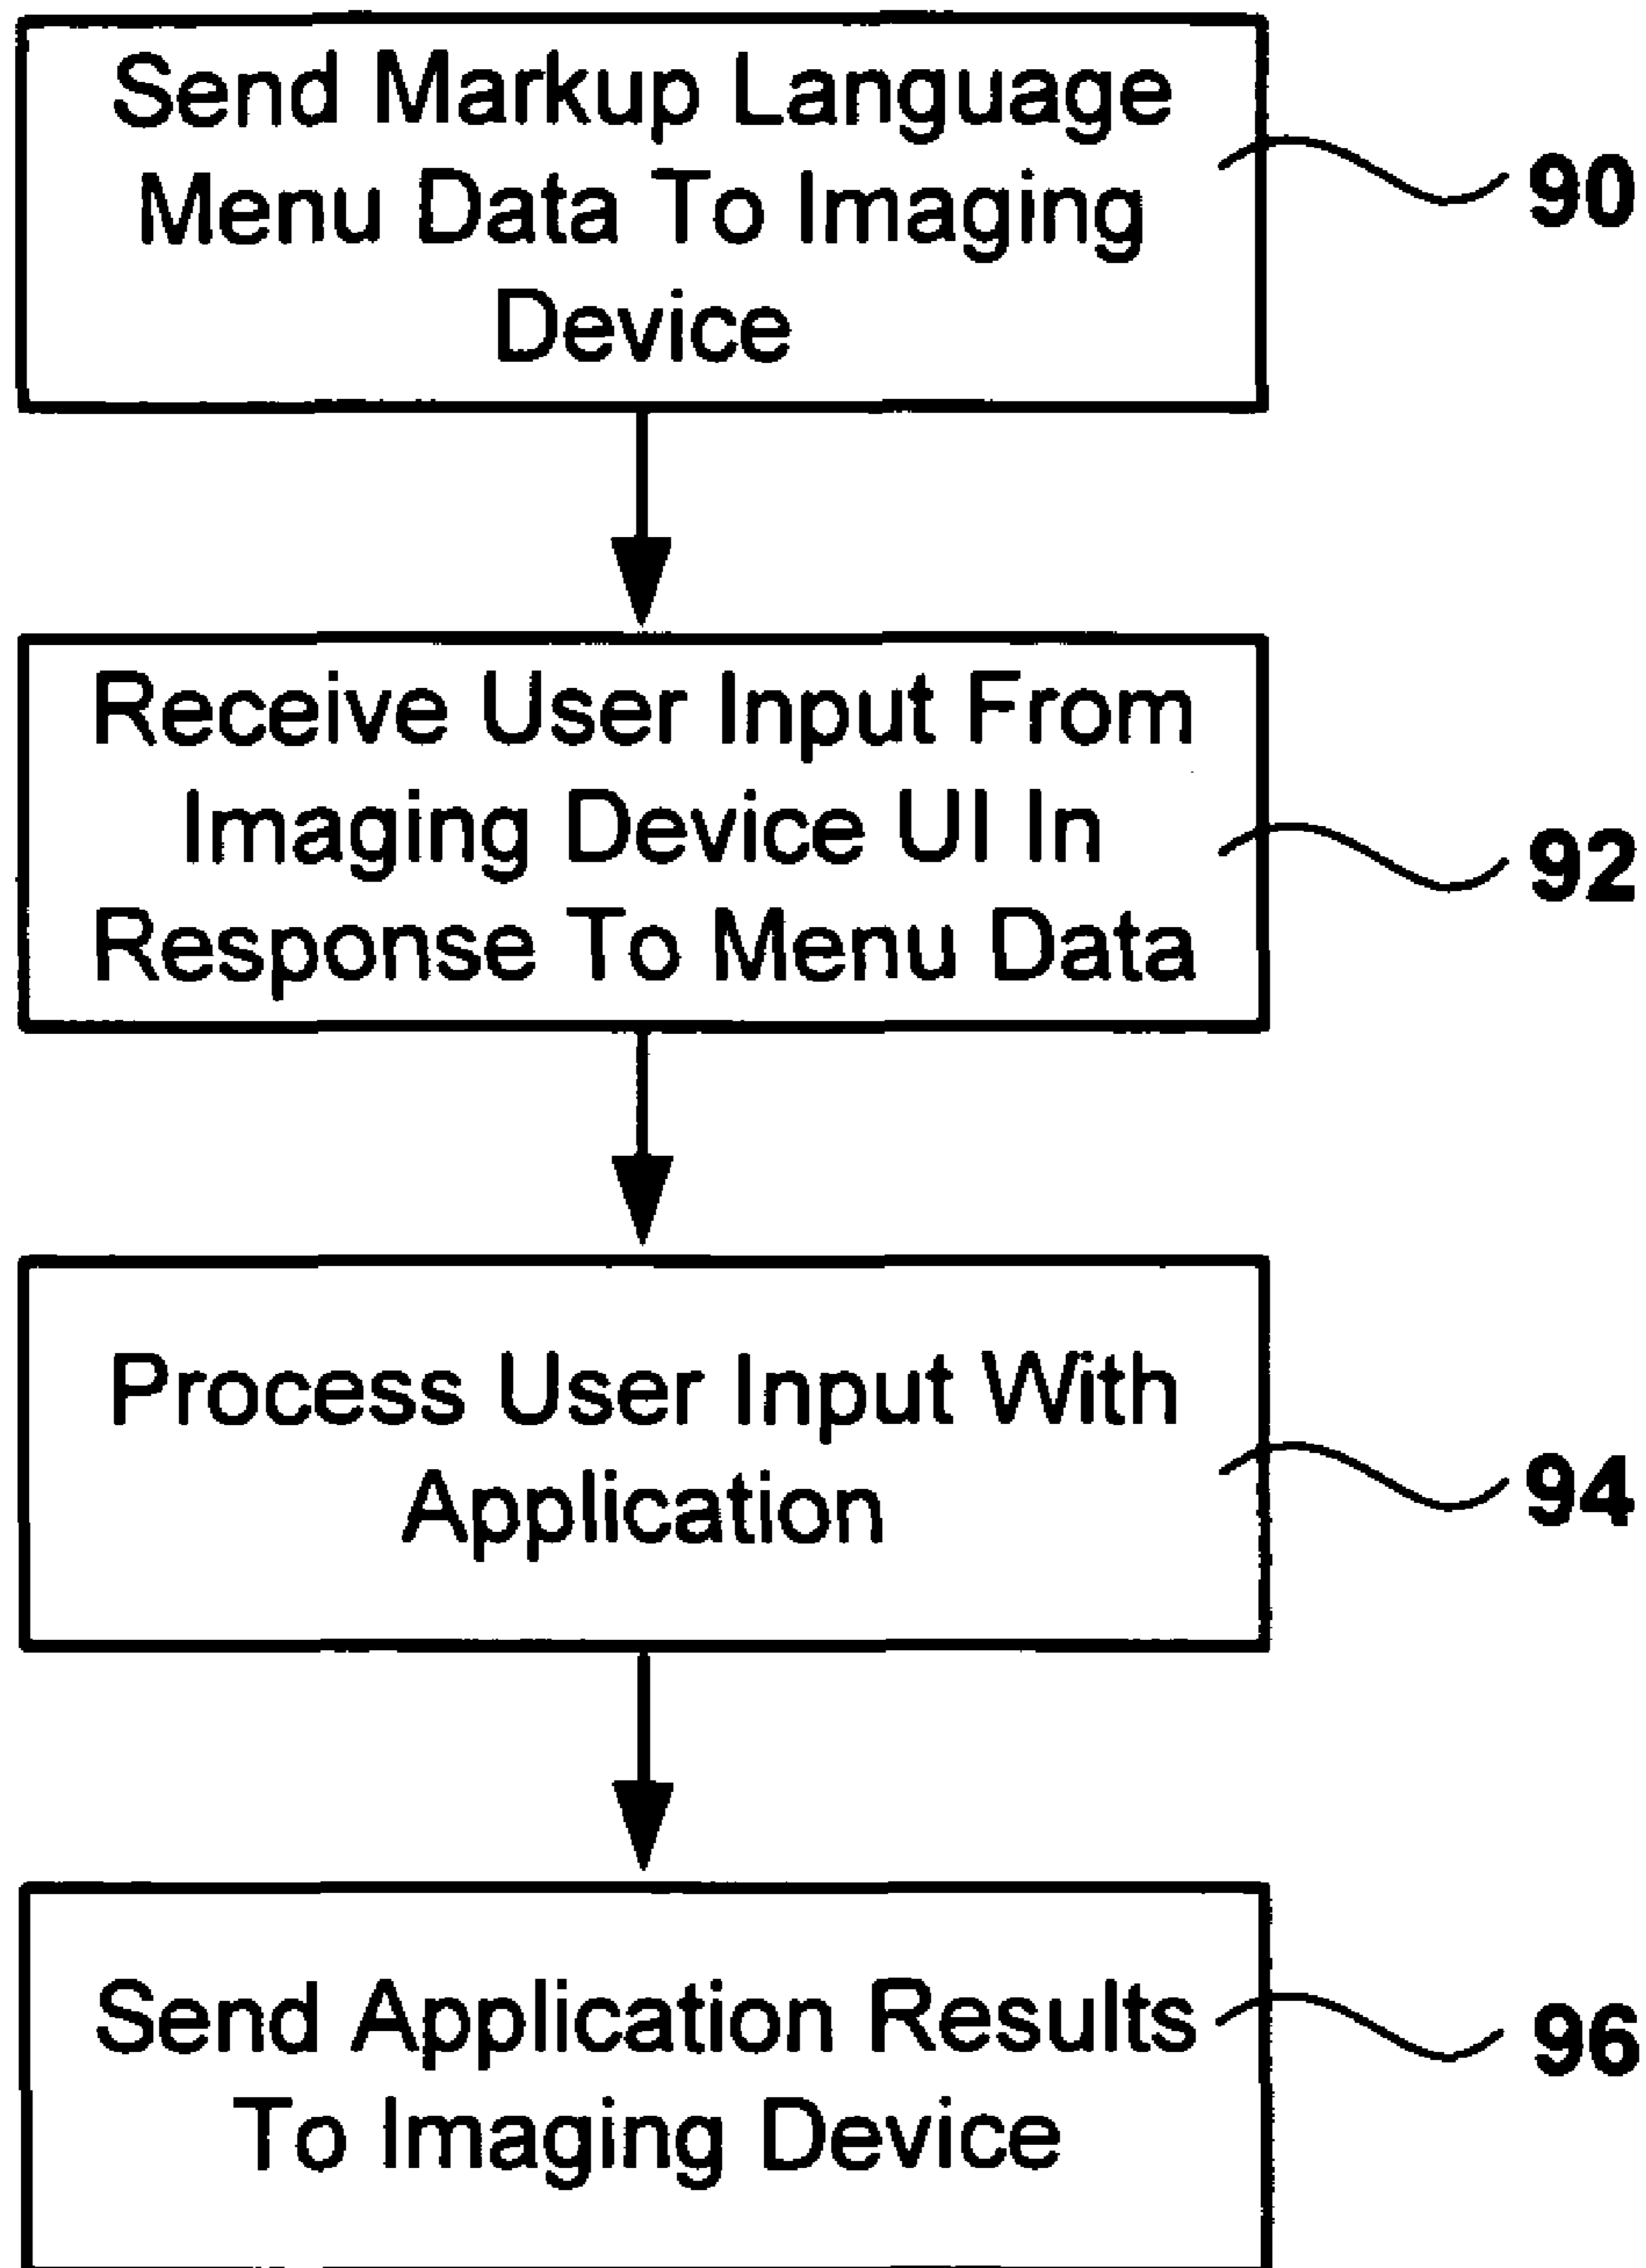 Send Markup Language
Menu Data To Imaging
Device
90
Receive User Input From
Imaging Device UI In
Response To Menu Data
92
Process User Input With
Application
94
Send Application Results
To Imaging Device
96